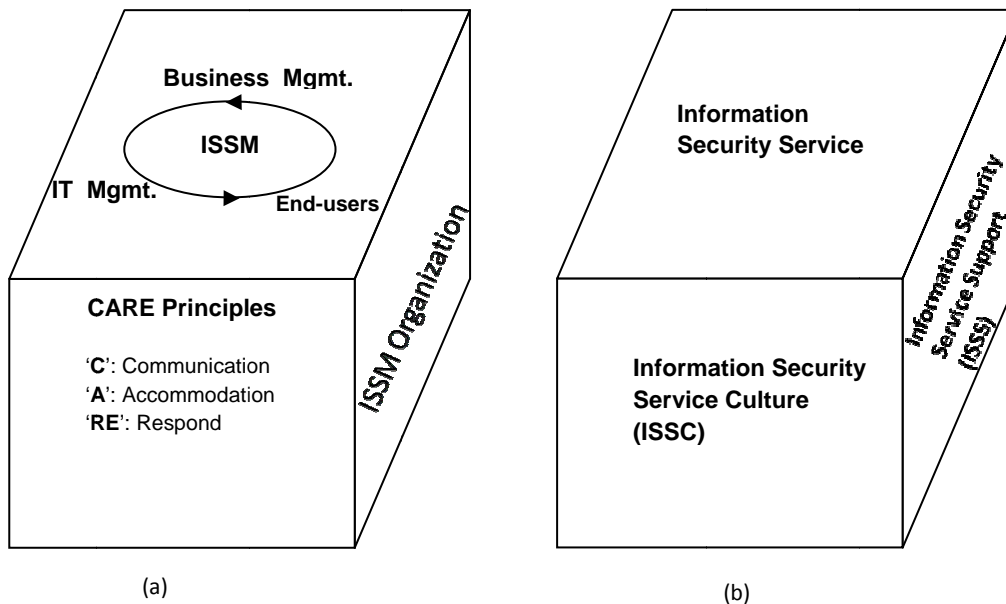 Business Mgmt.
ISSM
IT Mgmt.
End-users
CARE Principles
‘C’: Communication
‘A’: Accommodation
‘RE’: Respond
ISSM Organization
(a)
Information
Security Service
Information Security
Service Culture
(ISSC)
Information Security
Service Support
(ISSS)
(b)